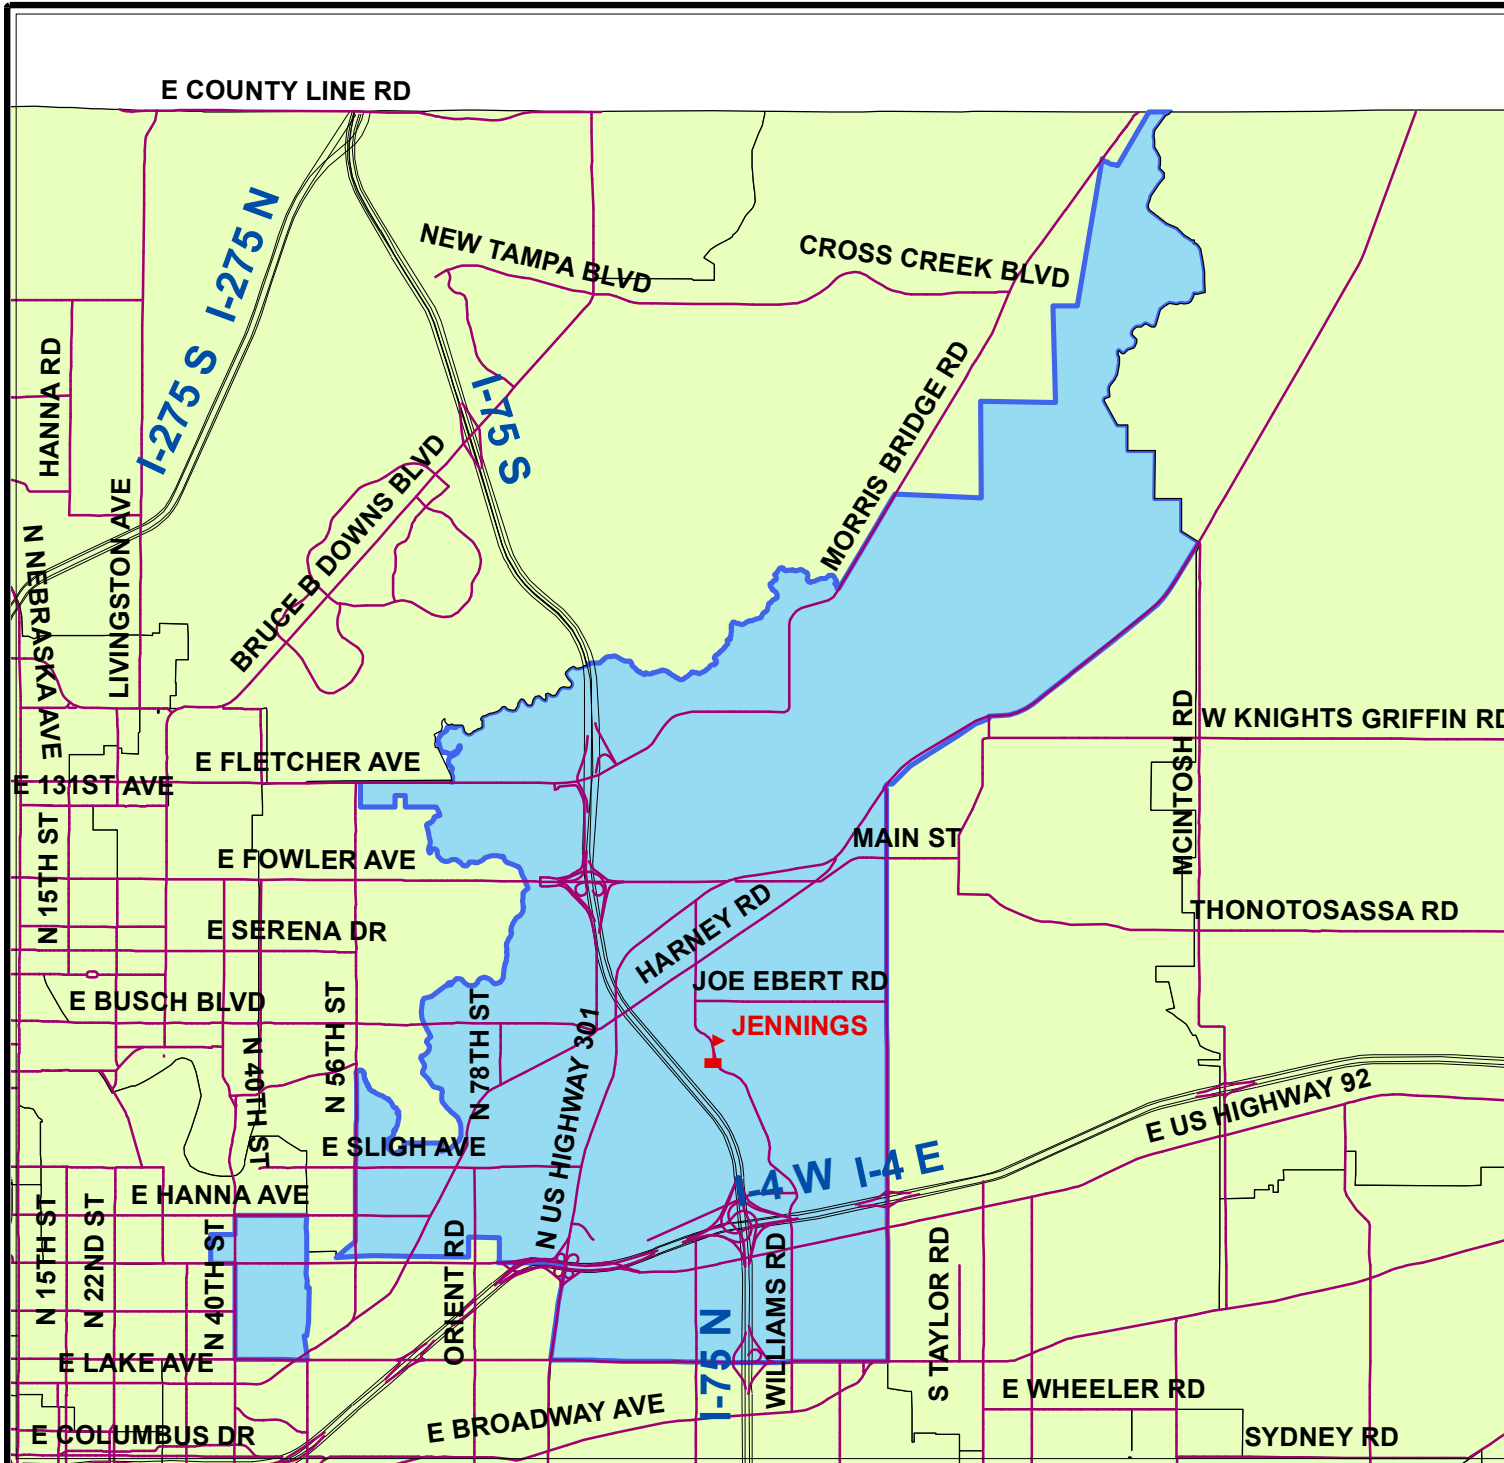 E COUNTY LINE RD
I-275 N
NEW TAMPA BLVD
CROSS CREEK BLVD
I-275 S
HANNA RD
I-75 S
MORRIS BRIDGE RD
BRUCE B DOWNS BLVD
LIVINGSTON AVE
N NEBRASKA AVE
MCINTOSH RD
W KNIGHTS GRIFFIN RD
E FLETCHER AVE
E 131ST AVE
MAIN ST
N 15TH ST
E FOWLER AVE
HARNEY RD
THONOTOSASSA RD
E SERENA DR
JOE EBERT RD
E BUSCH BLVD
N 56TH ST
N 78TH ST
JENNINGS
N US HIGHWAY 301
N 40TH ST
E US HIGHWAY 92
E SLIGH AVE
I-4 W
I-4 E
E HANNA AVE
N 15TH ST
N 22ND ST
N 40TH ST
ORIENT RD
WILLIAMS RD
S TAYLOR RD
I-75 N
E LAKE AVE
E WHEELER RD
E BROADWAY AVE
E COLUMBUS DR
SYDNEY RD